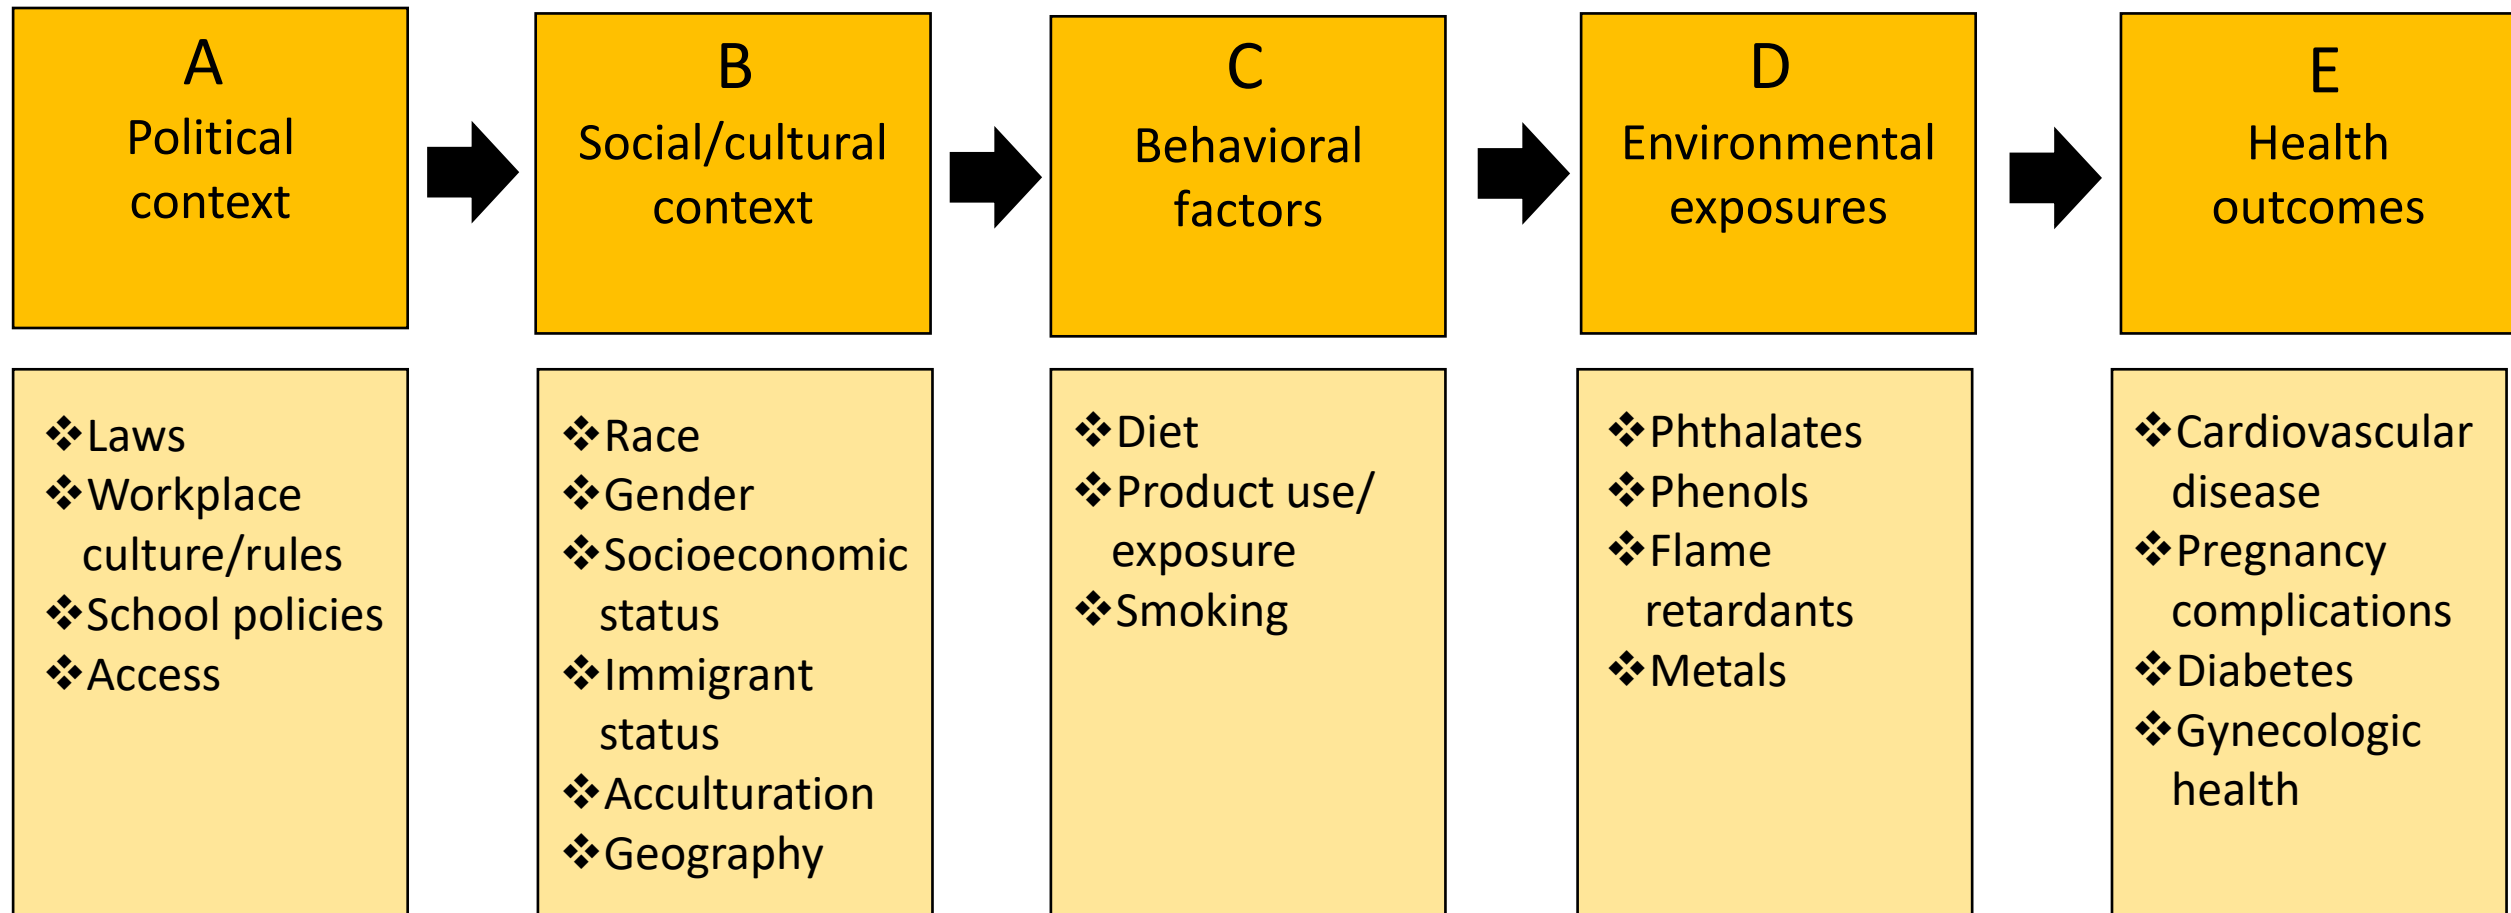 A
Political
context
B
Social/cultural
context
C
Behavioral
factors
D
Environmental
exposures
E
Health
outcomes
❖Laws
❖Workplace
culture/rules
❖School policies
❖Access
❖Race
❖Gender
❖Socioeconomic
status
❖Immigrant
status
❖Acculturation
❖Geography
❖Diet
❖Product use/
exposure
❖Smoking
❖Phthalates
❖Phenols
❖Flame
retardants
❖Metals
❖Cardiovascular
disease
❖Pregnancy
complications
❖Diabetes
❖Gynecologic
health